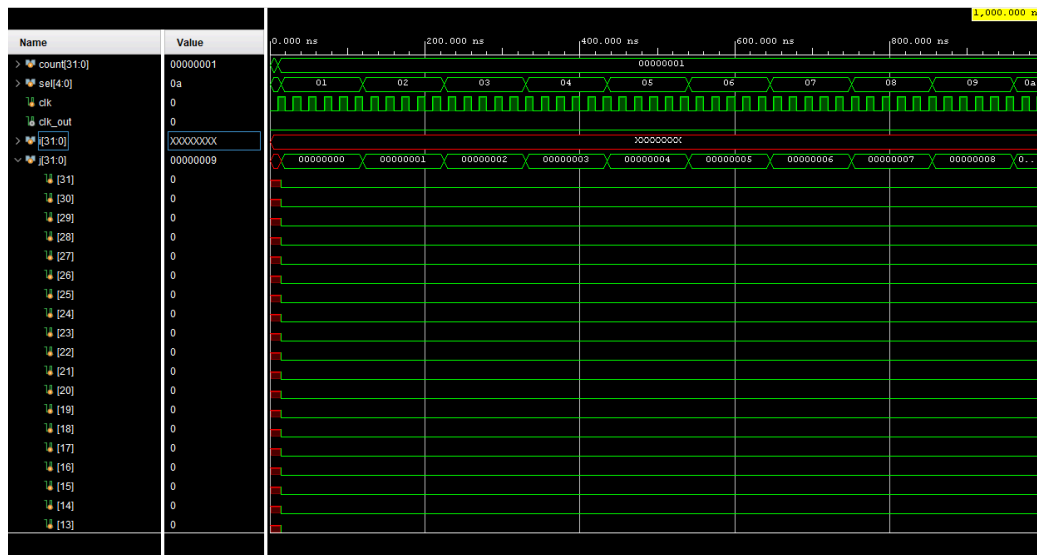 1,000.000 n
Name Value 0.000 ns 200.000 ns 400.000 ns 600.000 ns 800.000 ns
count[31:0] 00000001 00000001
sel[4:0] 0a 01 02 03 04 05 06 07 08 09 0a
clk 0
clk_out 0
i[31:0] XXXXXXXX XXXXXXXX
j[31:0] 00000009 00000000 00000001 00000002 00000003 00000004 00000005 00000006 00000007 00000008 0...
[31] 0
[30] 0
[29] 0
[28] 0
[27] 0
[26] 0
[25] 0
[24] 0
[23] 0
[22] 0
[21] 0
[20] 0
[19] 0
[18] 0
[17] 0
[16] 0
[15] 0
[14] 0
[13] 0